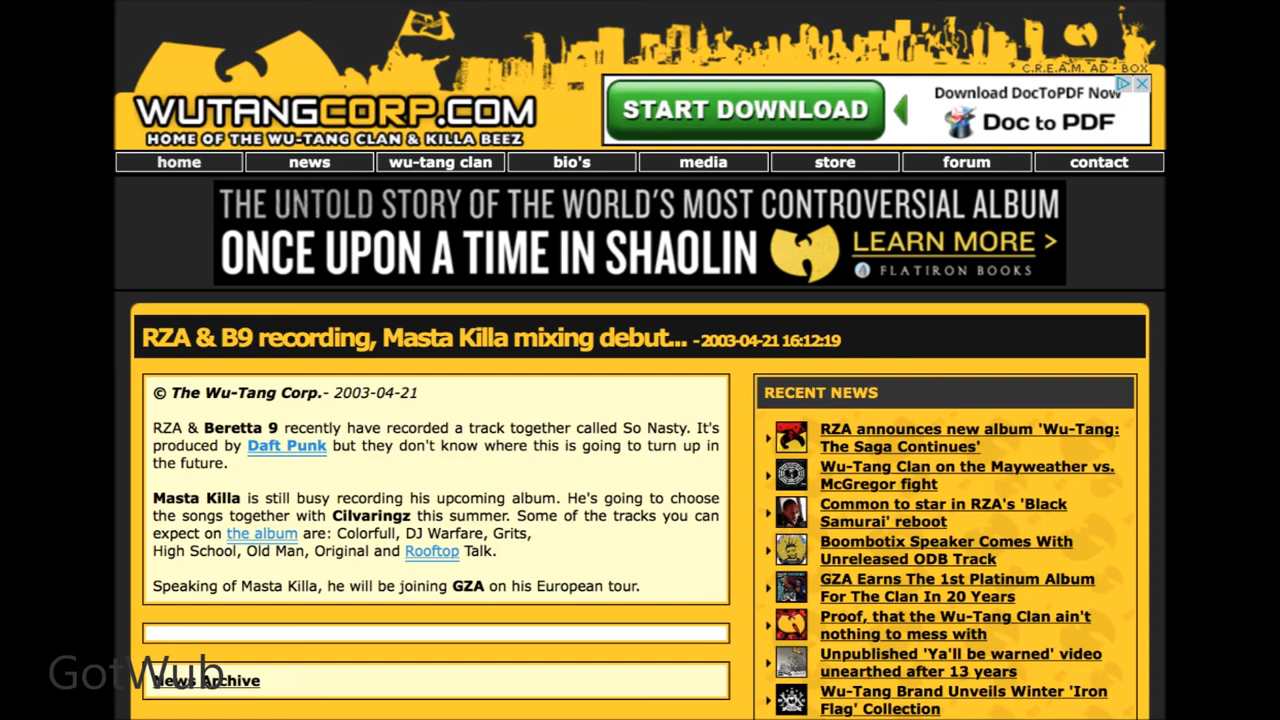 C.R.E.A.M. AD - BOX
WUTANGCORP.COM
HOME OF THE WU-TANG CLAN & KILLA BEEZ
START DOWNLOAD
Download DocToPDF Now
Doc to PDF
home news wu-tang clan bio's media store forum contact
THE UNTOLD STORY OF THE WORLD'S MOST CONTROVERSIAL ALBUM
ONCE UPON A TIME IN SHAOLIN
LEARN MORE >
FLATIRON BOOKS
RZA & B9 recording, Masta Killa mixing debut... - 2003-04-21 16:12:19
© The Wu-Tang Corp.- 2003-04-21
RZA & Beretta 9 recently have recorded a track together called So Nasty. It's
produced by Daft Punk but they don't know where this is going to turn up in
the future.
Masta Killa is still busy recording his upcoming album. He's going to choose
the songs together with Cilvaringz this summer. Some of the tracks you can
expect on the album are: Colorfull, DJ Warfare, Grits,
High School, Old Man, Original and Rooftop Talk.
Speaking of Masta Killa, he will be joining GZA on his European tour.
News Archive
GotWub
RECENT NEWS
RZA announces new album 'Wu-Tang:
The Saga Continues'
Wu-Tang Clan on the Mayweather vs.
McGregor fight
Common to star in RZA's 'Black
Samurai' reboot
Boombotix Speaker Comes With
Unreleased ODB Track
GZA Earns The 1st Platinum Album
For The Clan In 20 Years
Proof, that the Wu-Tang Clan ain't
nothing to mess with
Unpublished 'Ya'll be warned' video
unearthed after 13 years
Wu-Tang Brand Unveils Winter 'Iron
Flag' Collection